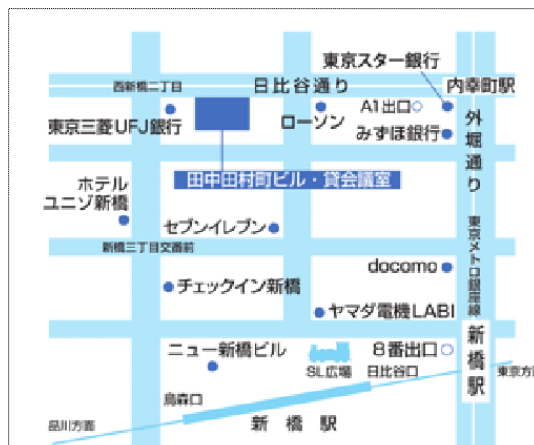 東京スター銀行
西新橋二丁目
日比谷通り
内幸町駅
A1出口
東京三菱UFJ銀行
ローソン
みずほ銀行
外堀通り
田中田村町ビル・貸会議室
ホテル
ユニゾ新橋
セブンイレブン
東京メトロ銀座線
新橋三丁目交番前
docomo
チェックイン新橋
ヤマダ電機LABI
ニュー新橋ビル
8番出口
新橋駅
SL広場
日比谷口
東京方面
烏森口
品川方面
新橋駅